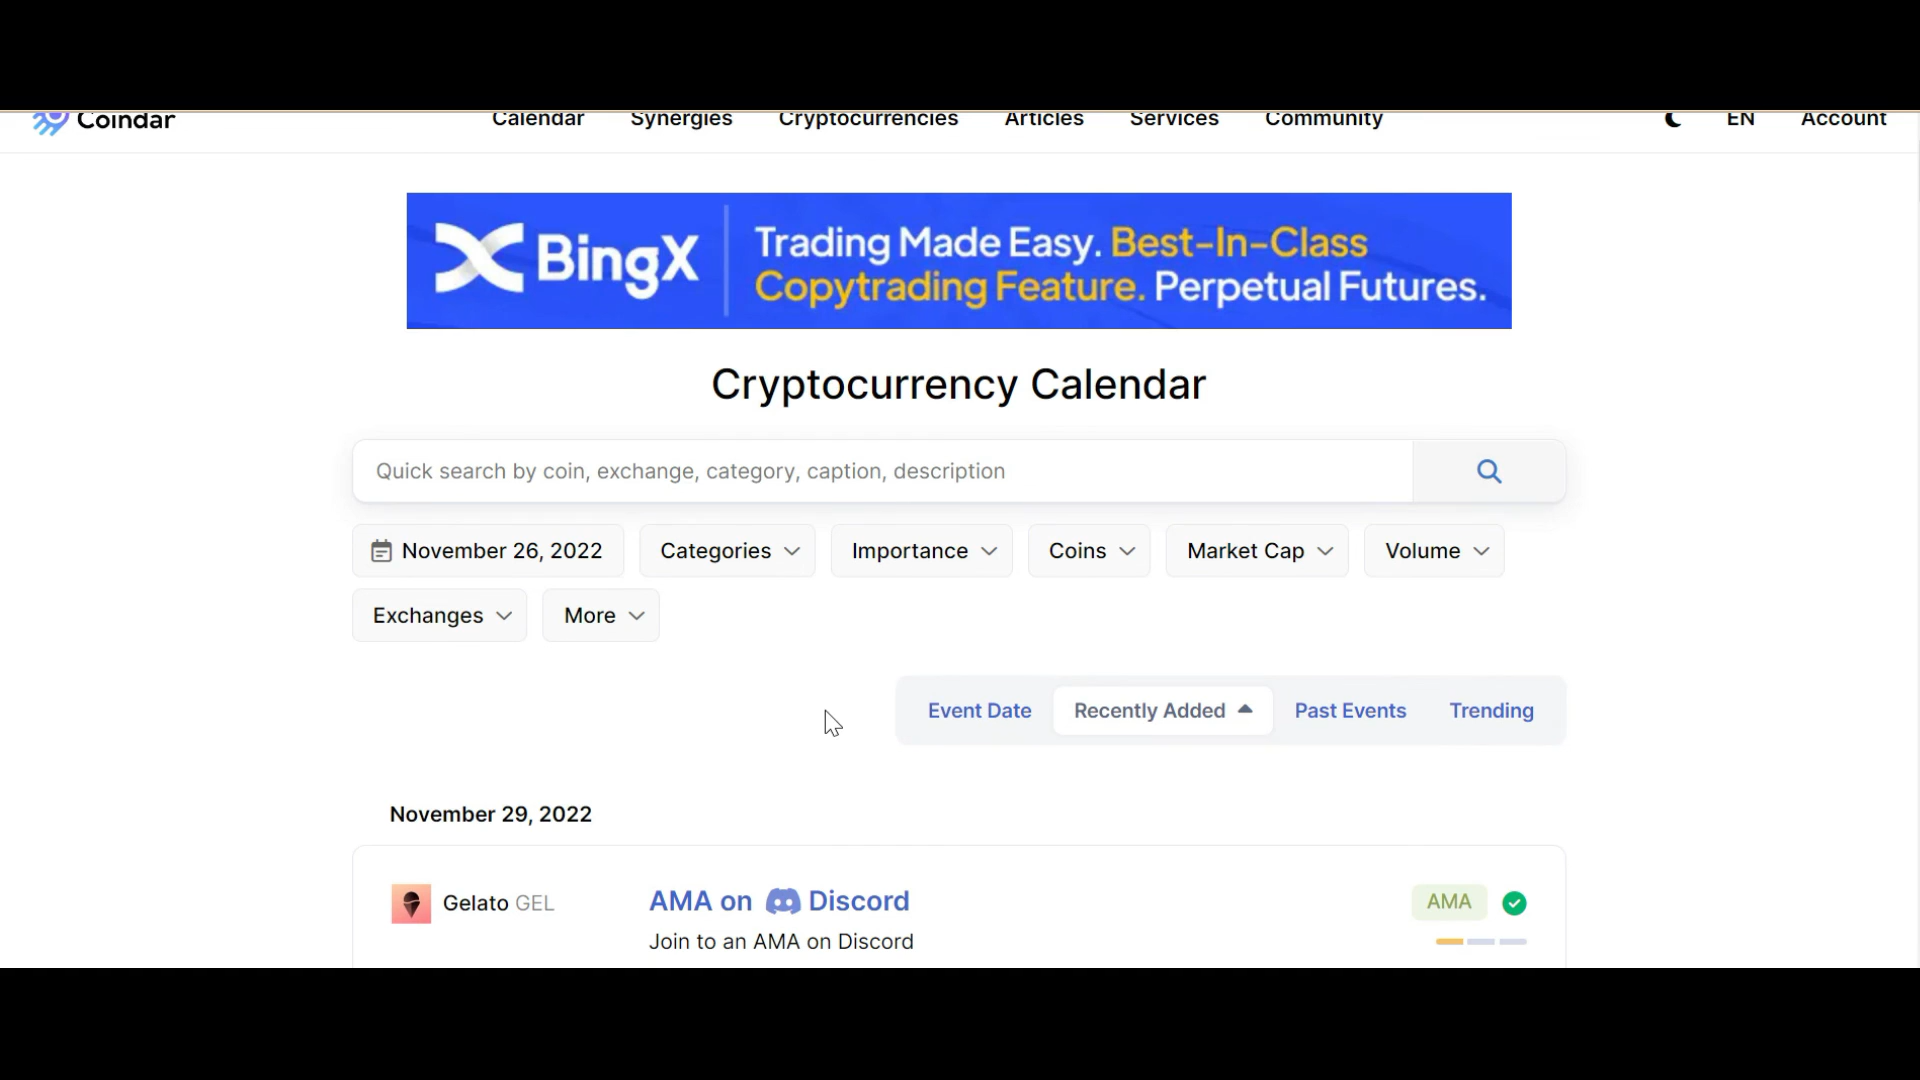 Coindar Calendar Synergies Cryptocurrencies Articles Services Community EN Account
BingX
Trading Made Easy. Best-In-Class
Copytrading Feature. Perpetual Futures.
Cryptocurrency Calendar
Quick search by coin, exchange, category, caption, description
November 26, 2022 Categories Importance Coins Market Cap Volume
Exchanges More
Event Date Recently Added Past Events Trending
November 29, 2022
Gelato GEL AMA on Discord AMA
Join to an AMA on Discord